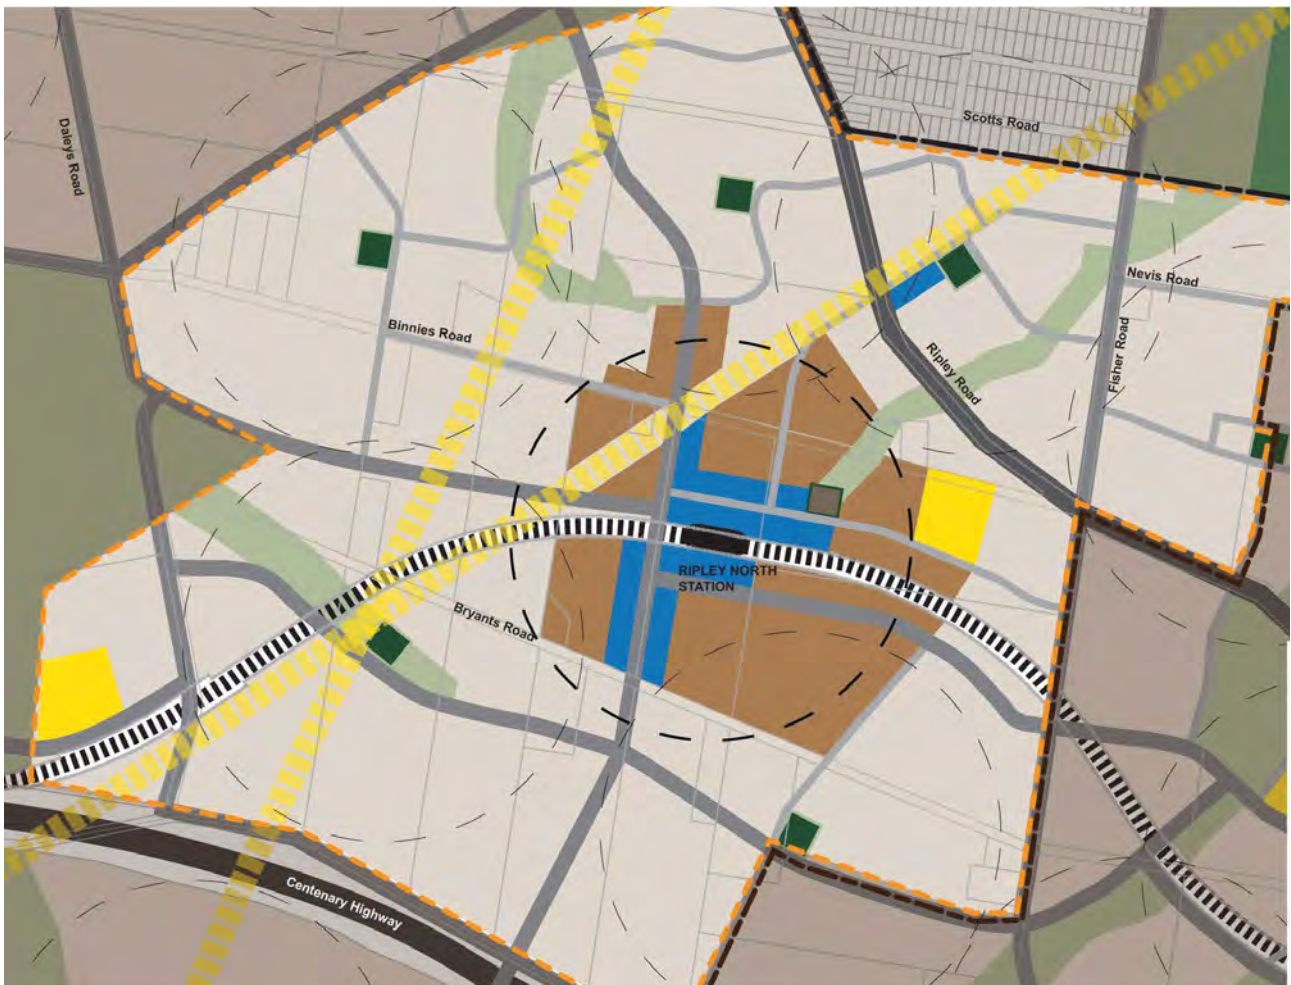 Scotts Road
Daleys Road
Nevis Road
Binnies Road
Ripley Road
Fisher Road
RIPLEY NORTH
STATION
Bryants Road
Centenary Highway